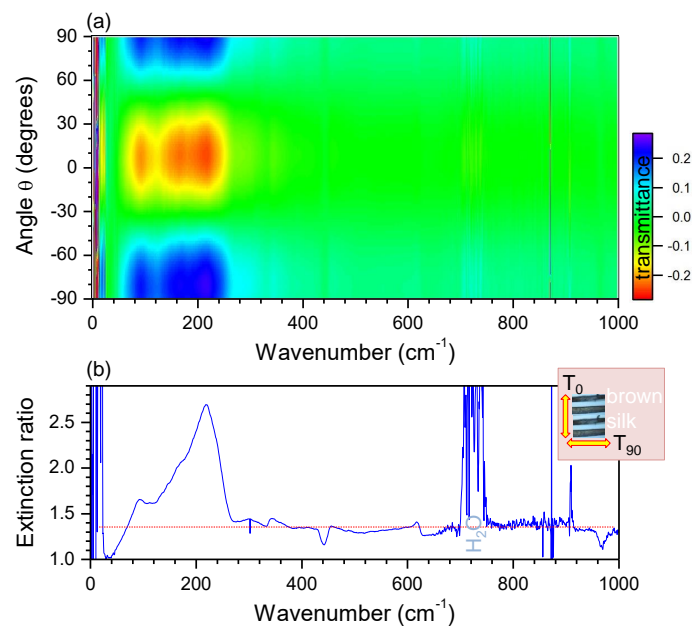 (a)
90
60
30
0
-30
-60
-90
Angle θ (degrees)
0 200 400 600 800 1000
Wavenumber (cm⁻¹)
0.2
0.1
0.0
-0.1
-0.2
transmittance
(b)
2.5
2.0
1.5
1.0
Extinction ratio
H₂O
T₀
brown
silk
T₉₀
0 200 400 600 800 1000
Wavenumber (cm⁻¹)